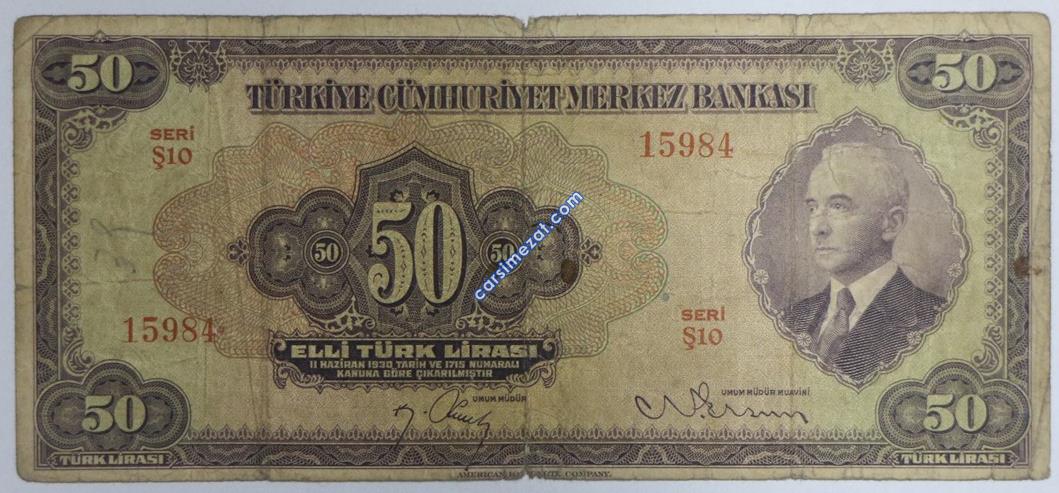 50
50
TÜRKİYE CÜMHURİYET MERKEZ BANKASI
SERİ
Ş10
15984
50
50
50
carsimezat.com
15984
SERİ
Ş10
ELLİ TÜRK LİRASI
11 HAZİRAN 1930 TARİH VE 1715 NUMARALI
KANUNA GÖRE ÇIKARILMIŞTIR
UMUM MÜDÜR
UMUM MÜDÜR MUAVİNİ
50
50
TÜRK LİRASI
TÜRK LİRASI
AMERICAN COMPANY.